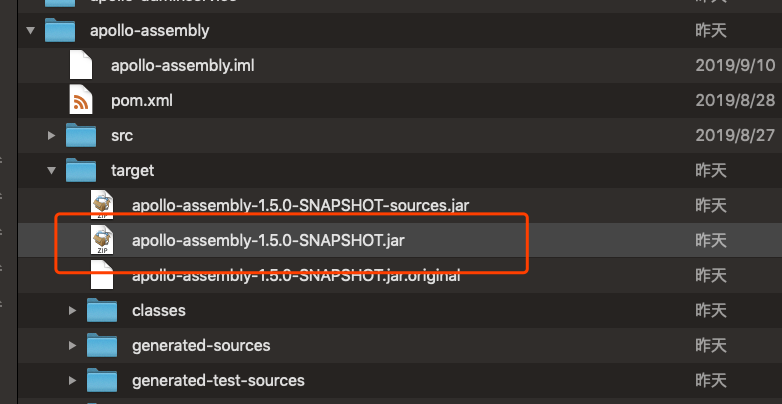 apollo-assembly 昨天
apollo-assembly.iml 2019/9/10
pom.xml 2019/8/28
src 2019/8/27
target 昨天
apollo-assembly-1.5.0-SNAPSHOT-sources.jar 昨天
ZIP
apollo-assembly-1.5.0-SNAPSHOT.jar 昨天
ZIP
apollo-assembly-1.5.0-SNAPSHOT.jar.original 昨天
classes 昨天
generated-sources 昨天
generated-test-sources 昨天